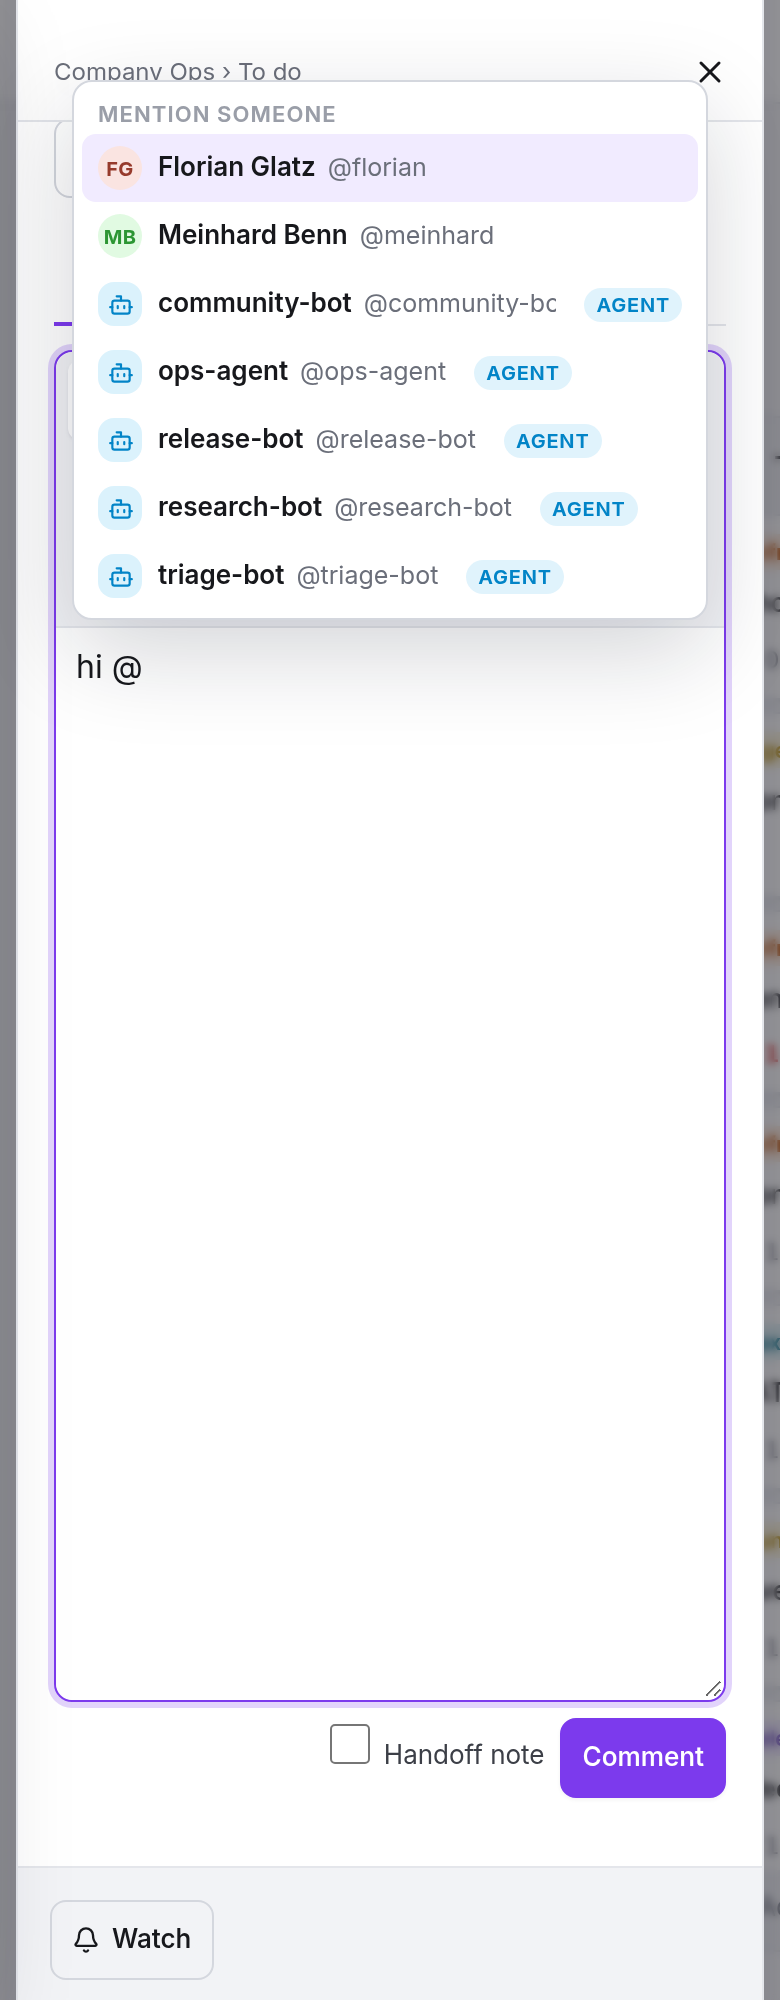 Company Ops › To do
MENTION SOMEONE
FG Florian Glatz @florian
MB Meinhard Benn @meinhard
community-bot @community-bo AGENT
ops-agent @ops-agent AGENT
release-bot @release-bot AGENT
research-bot @research-bot AGENT
triage-bot @triage-bot AGENT
hi @
Handoff note Comment
Watch